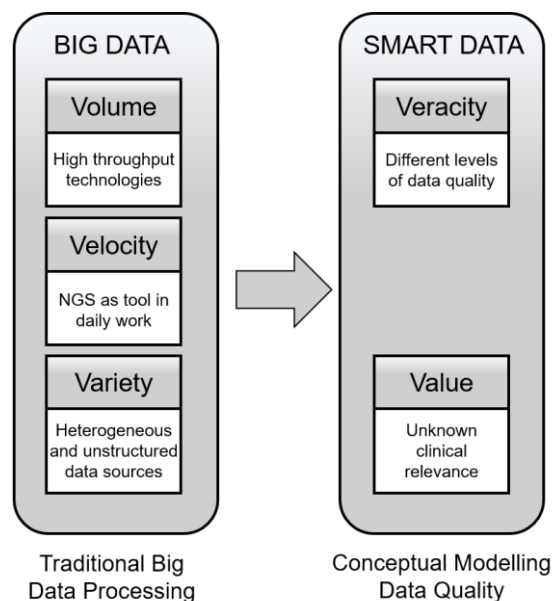 BIG DATA
Volume
High throughput
technologies
Velocity
NGS as tool in
daily work
Variety
Heterogeneous
and unstructured
data sources
Traditional Big
Data Processing
SMART DATA
Veracity
Different levels
of data quality
Value
Unknown
clinical
relevance
Conceptual Modelling
Data Quality